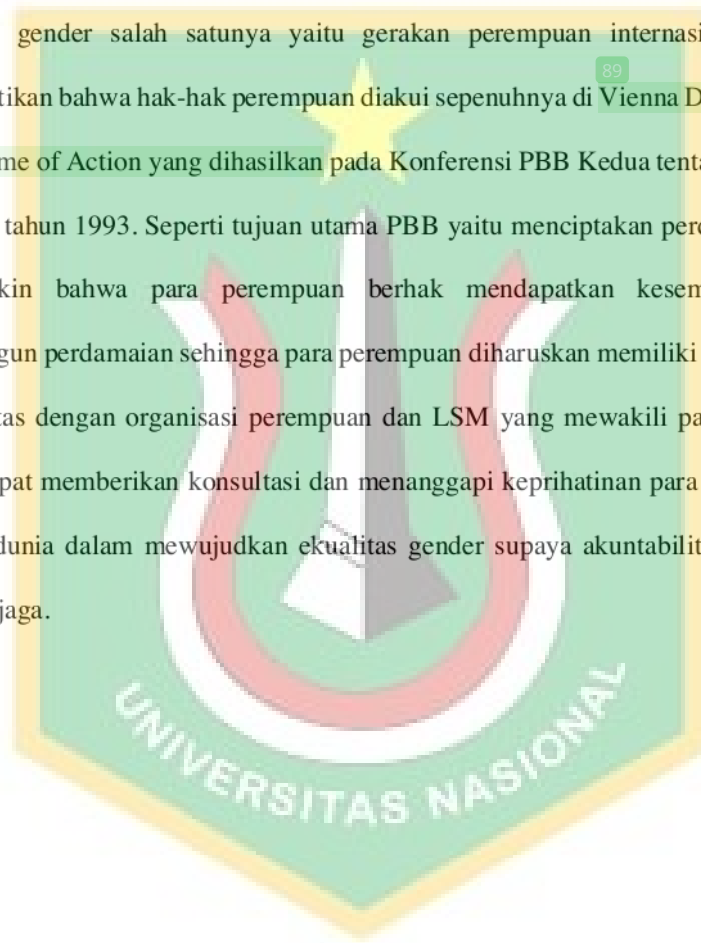 gender salah satunya yaitu gerakan perempuan internasi
89
tikan bahwa hak-hak perempuan diakui sepenuhnya di Vienna D
me of Action yang dihasilkan pada Konferensi PBB Kedua tenta
tahun 1993. Seperti tujuan utama PBB yaitu menciptakan perd
kin bahwa para perempuan berhak mendapatkan kesem
gun perdamaian sehingga para perempuan diharuskan memiliki
tas dengan organisasi perempuan dan LSM yang mewakili pa
pat memberikan konsultasi dan menanggapi keprihatinan para
dunia dalam mewujudkan ekualitas gender supaya akuntabilit
jaga.
UNIVERSITAS NASIONAL